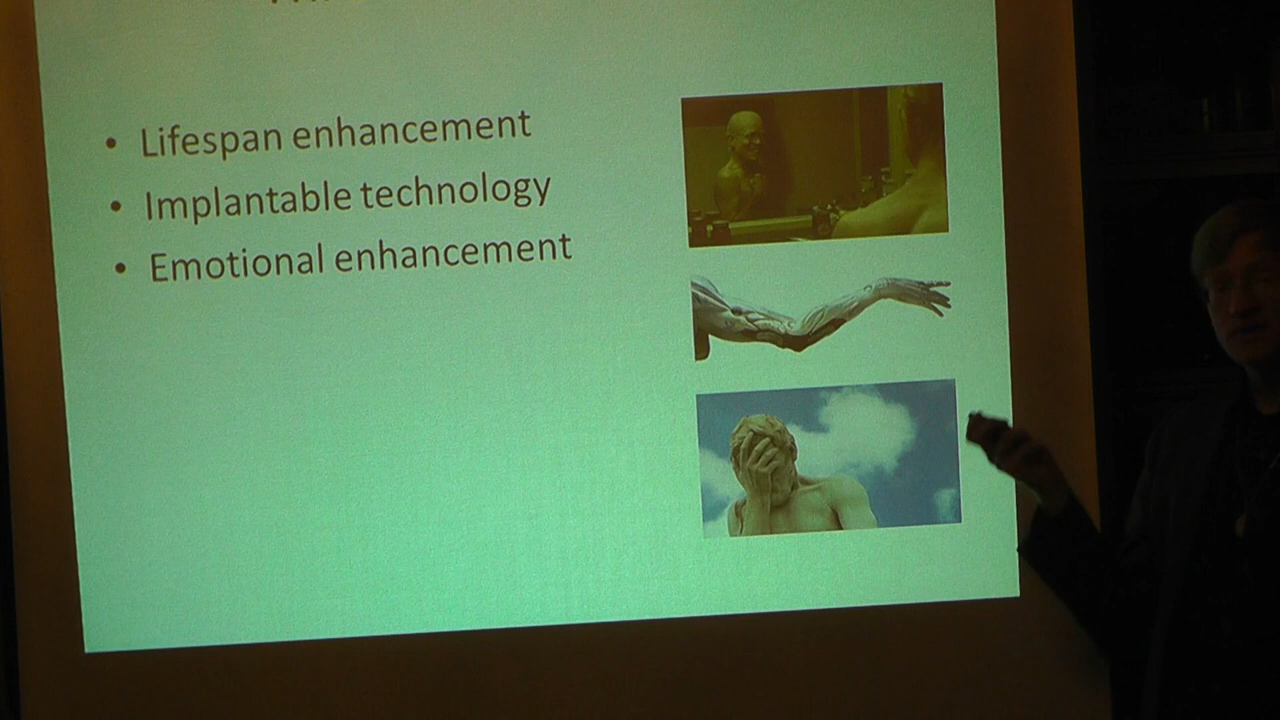 • Lifespan enhancement
• Implantable technology
• Emotional enhancement